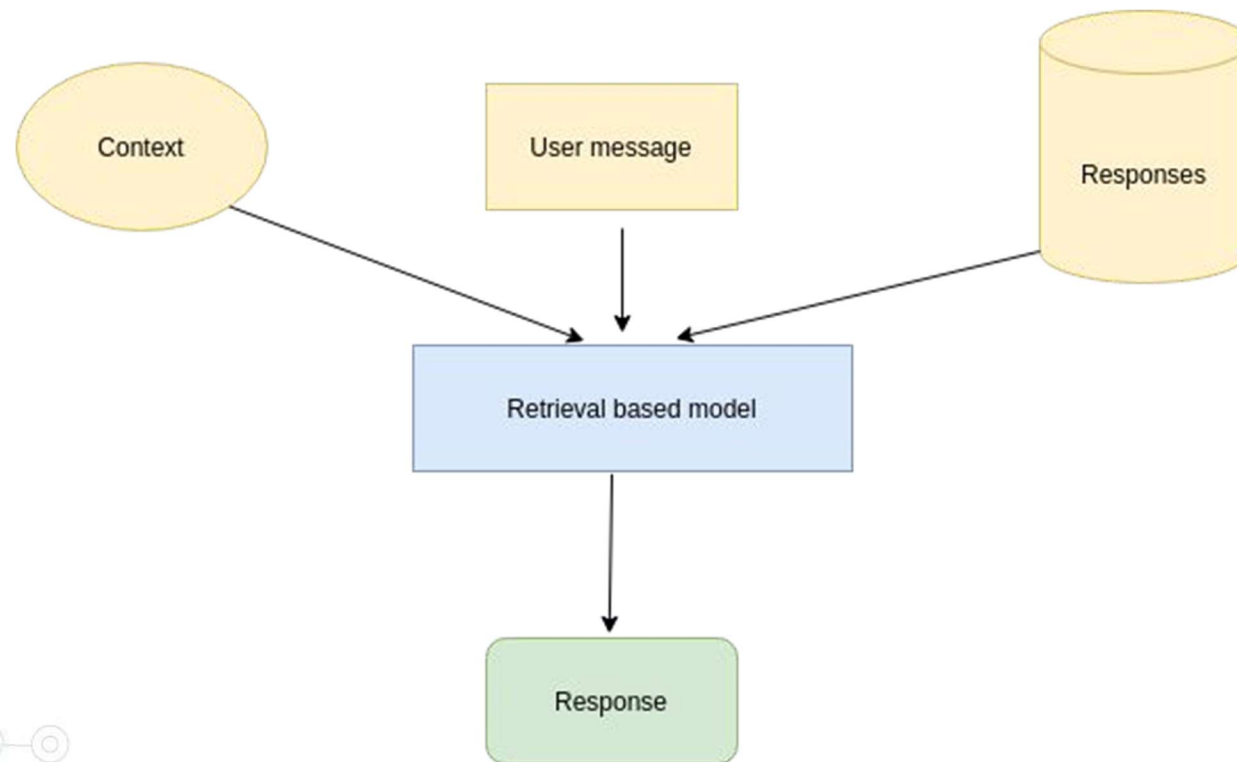 Context
User message
Responses
Retrieval based model
Response